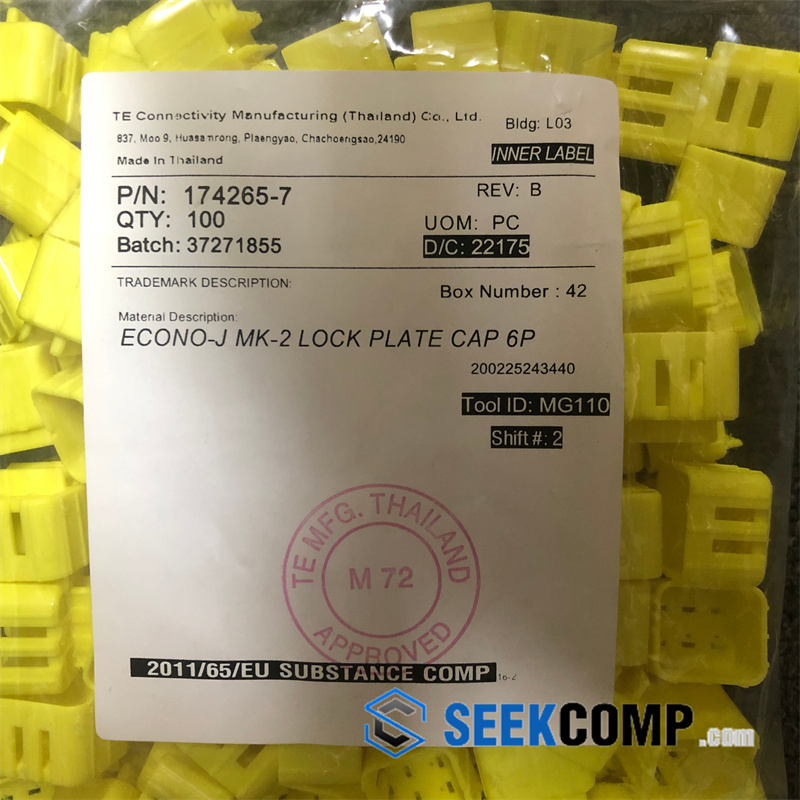 TE Connectivity Manufacturing (Thailand) Co., Ltd.
Bldg: L03
837, Moo 9, Huasamrong, Plaengyao, Chachoengsao,24190
Made In Thailand
INNER LABEL
P/N: 174265-7
REV: B
QTY: 100
UOM: PC
Batch: 37271855
D/C: 22175
TRADEMARK DESCRIPTION:
Box Number : 42
Material Description:
ECONO-J MK-2 LOCK PLATE CAP 6P
200225243440
Tool ID: MG110
Shift #: 2
TE MFG. THAILAND
M 72
APPROVED
2011/65/EU SUBSTANCE COMP
16-2
SEEKCOMP.com